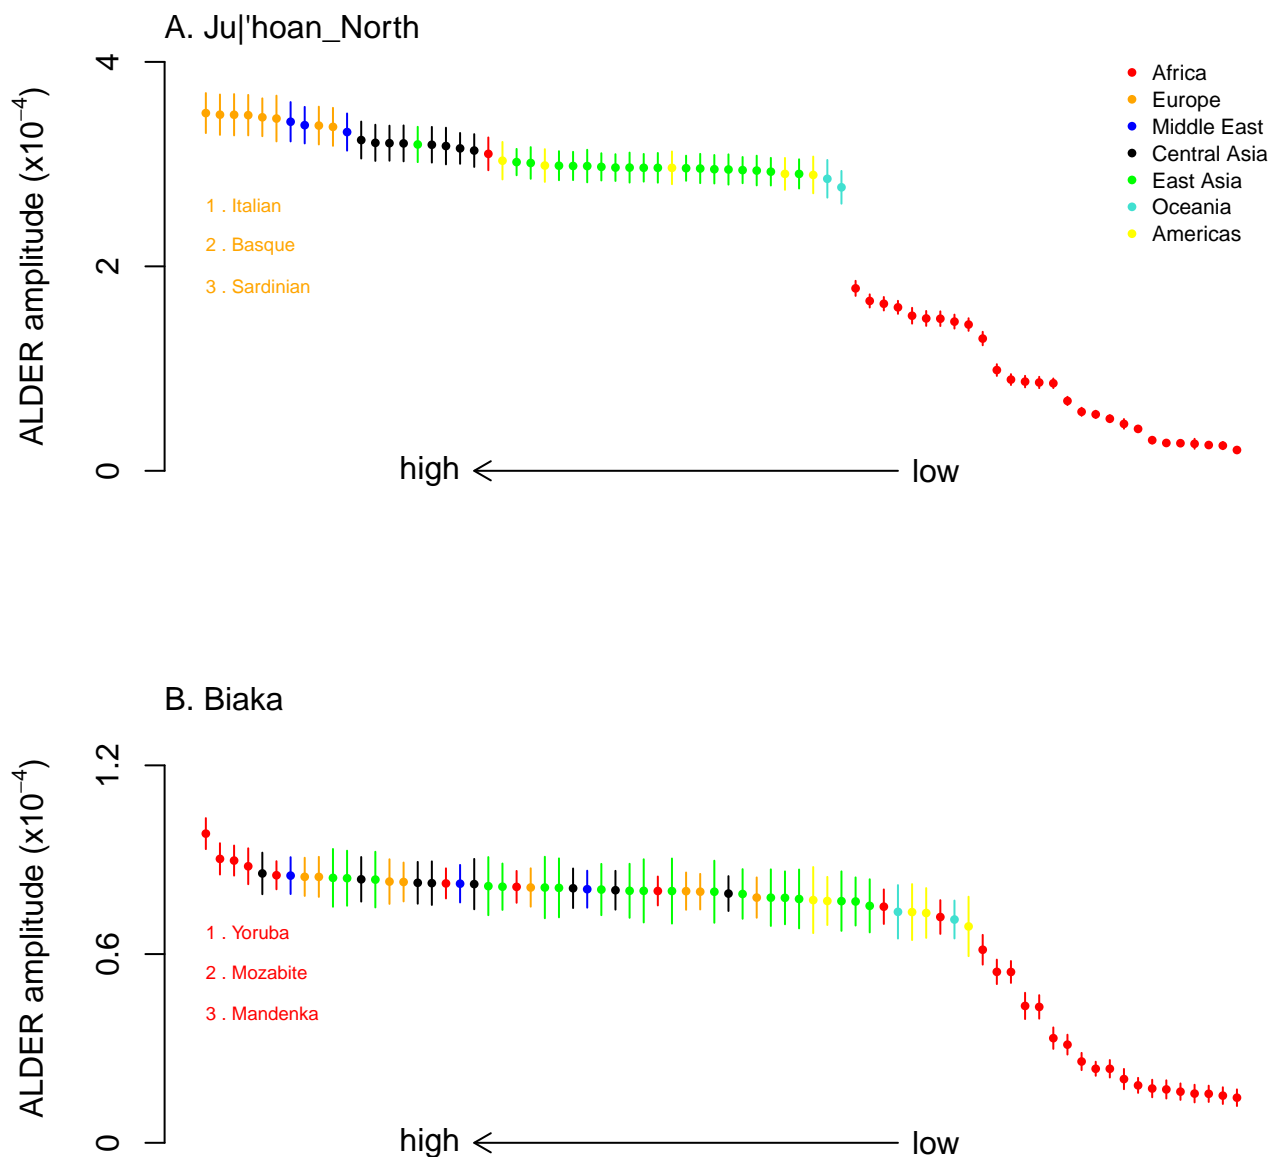 A. Ju|'hoan_North
ALDER amplitude (x10⁻⁴)
4
2
0
Africa
Europe
Middle East
Central Asia
East Asia
Oceania
Americas
1 . Italian
2 . Basque
3 . Sardinian
high
low
B. Biaka
ALDER amplitude (x10⁻⁴)
1.2
0.6
0
1 . Yoruba
2 . Mozabite
3 . Mandenka
high
low